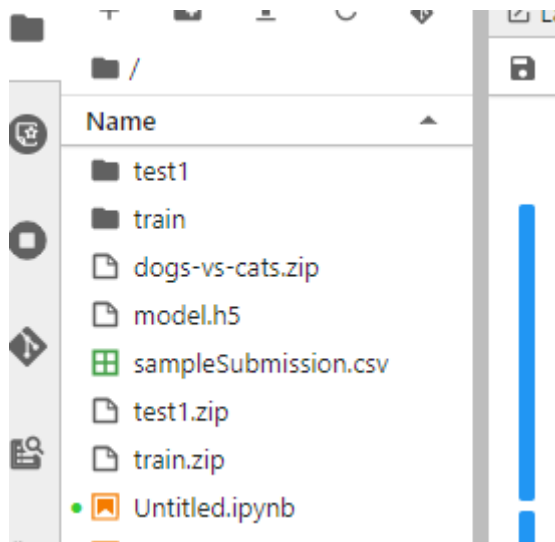 /
Name
test1
train
dogs-vs-cats.zip
model.h5
sampleSubmission.csv
test1.zip
train.zip
Untitled.ipynb